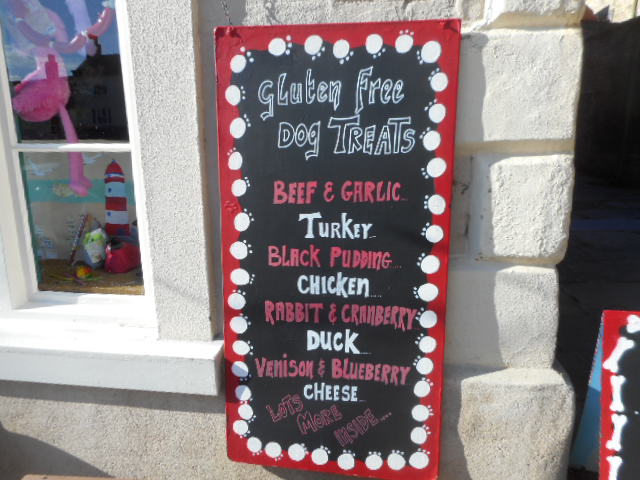 Gluten Free
DOG TREATS
BEEF & GARLIC...
TURKEY...
BLACK PUDDING....
CHICKEN....
RABBIT & CRANBERRY...
DUCK...
VENISON & BLUEBERRY
CHEESE...
LOTS
MORE
INSIDE....